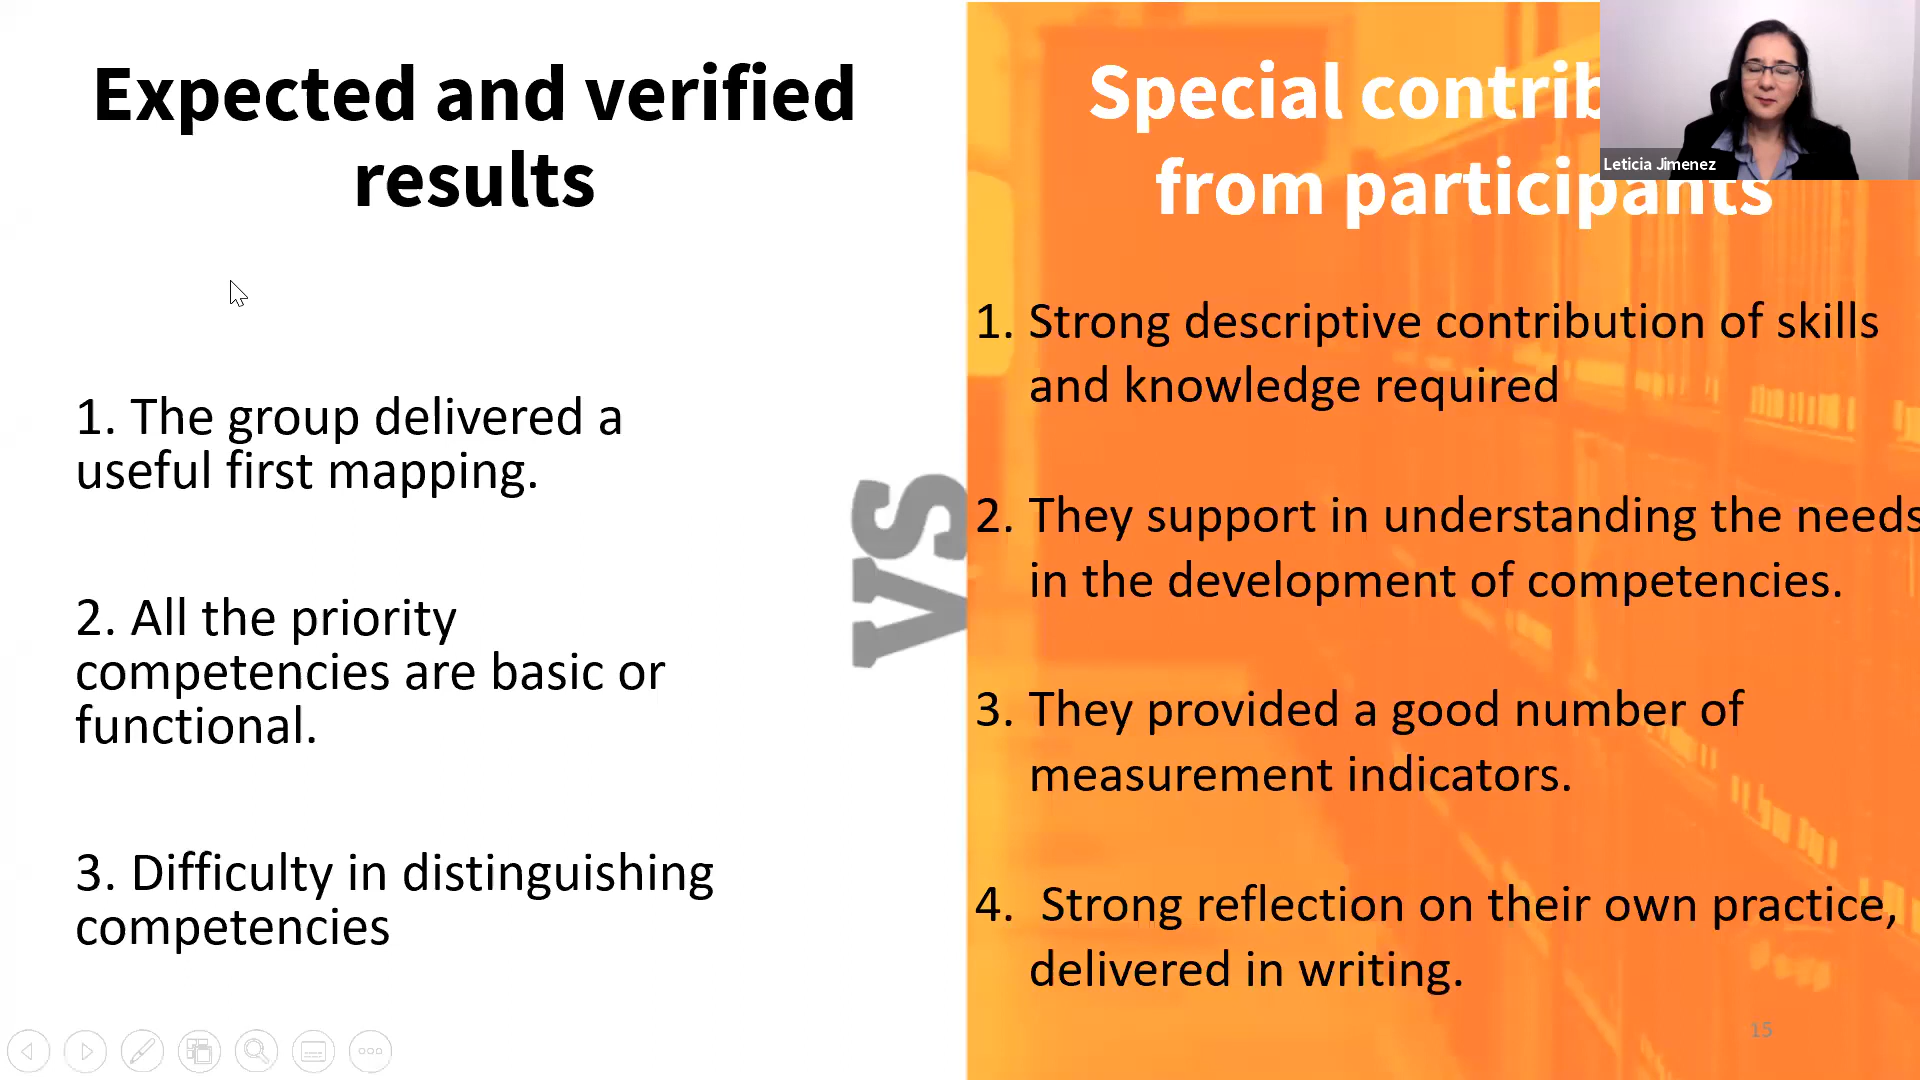 Expected and verified
results
1. The group delivered a
useful first mapping.
2. All the priority
competencies are basic or
functional.
3. Difficulty in distinguishing
competencies
VS
Special
from participants
1. Strong descriptive contribution of skills
and knowledge required
2. They support in understanding the needs
in the development of competencies.
3. They provided a good number of
measurement indicators.
4. Strong reflection on their own practice,
delivered in writing.
15
Leticia Jimenez